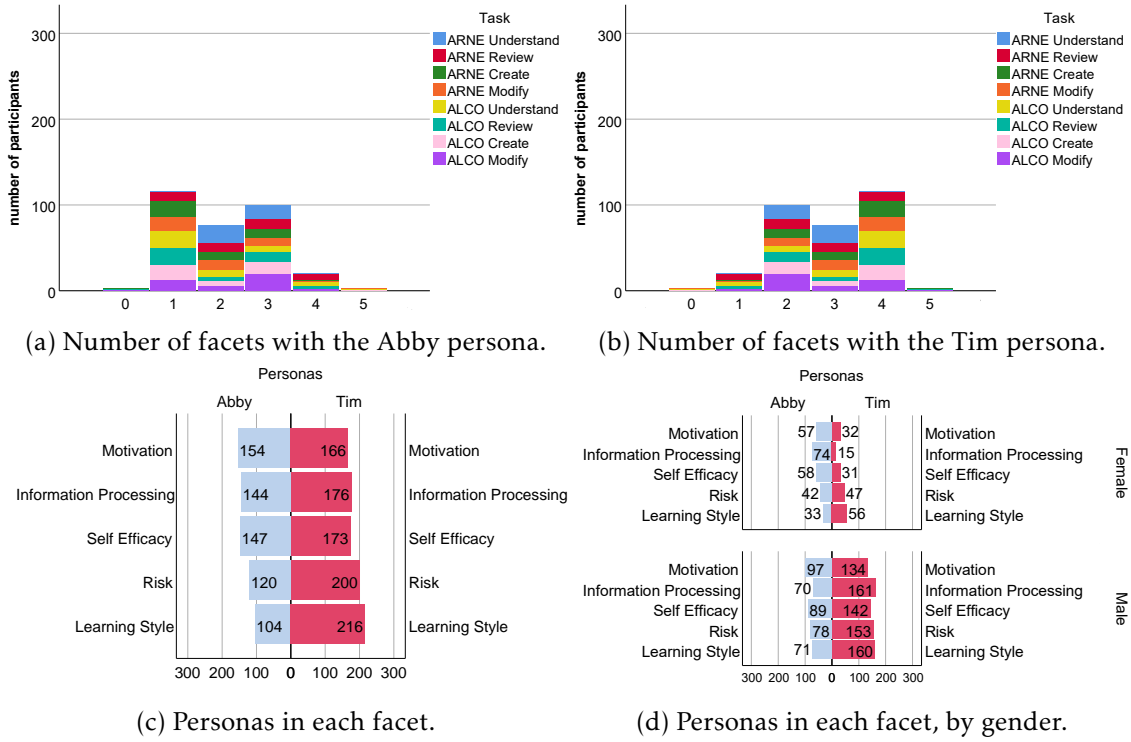 Task
ARNE Understand
ARNE Review
ARNE Create
ARNE Modify
ALCO Understand
ALCO Review
ALCO Create
ALCO Modify
number of participants
300
200
100
0
0 1 2 3 4 5
(a) Number of facets with the Abby persona.
Task
ARNE Understand
ARNE Review
ARNE Create
ARNE Modify
ALCO Understand
ALCO Review
ALCO Create
ALCO Modify
number of participants
300
200
100
0
0 1 2 3 4 5
(b) Number of facets with the Tim persona.
Personas
Abby Tim
Motivation 154 166 Motivation
Information Processing 144 176 Information Processing
Self Efficacy 147 173 Self Efficacy
Risk 120 200 Risk
Learning Style 104 216 Learning Style
300 200 100 0 100 200 300
(c) Personas in each facet.
Personas
Abby Tim
Motivation 57 32 Motivation
Information Processing 74 15 Information Processing
Self Efficacy 58 31 Self Efficacy
Risk 42 47 Risk
Learning Style 33 56 Learning Style
Female
Motivation 97 134 Motivation
Information Processing 70 161 Information Processing
Self Efficacy 89 142 Self Efficacy
Risk 78 153 Risk
Learning Style 71 160 Learning Style
Male
300 200 100 0 100 200 300
(d) Personas in each facet, by gender.